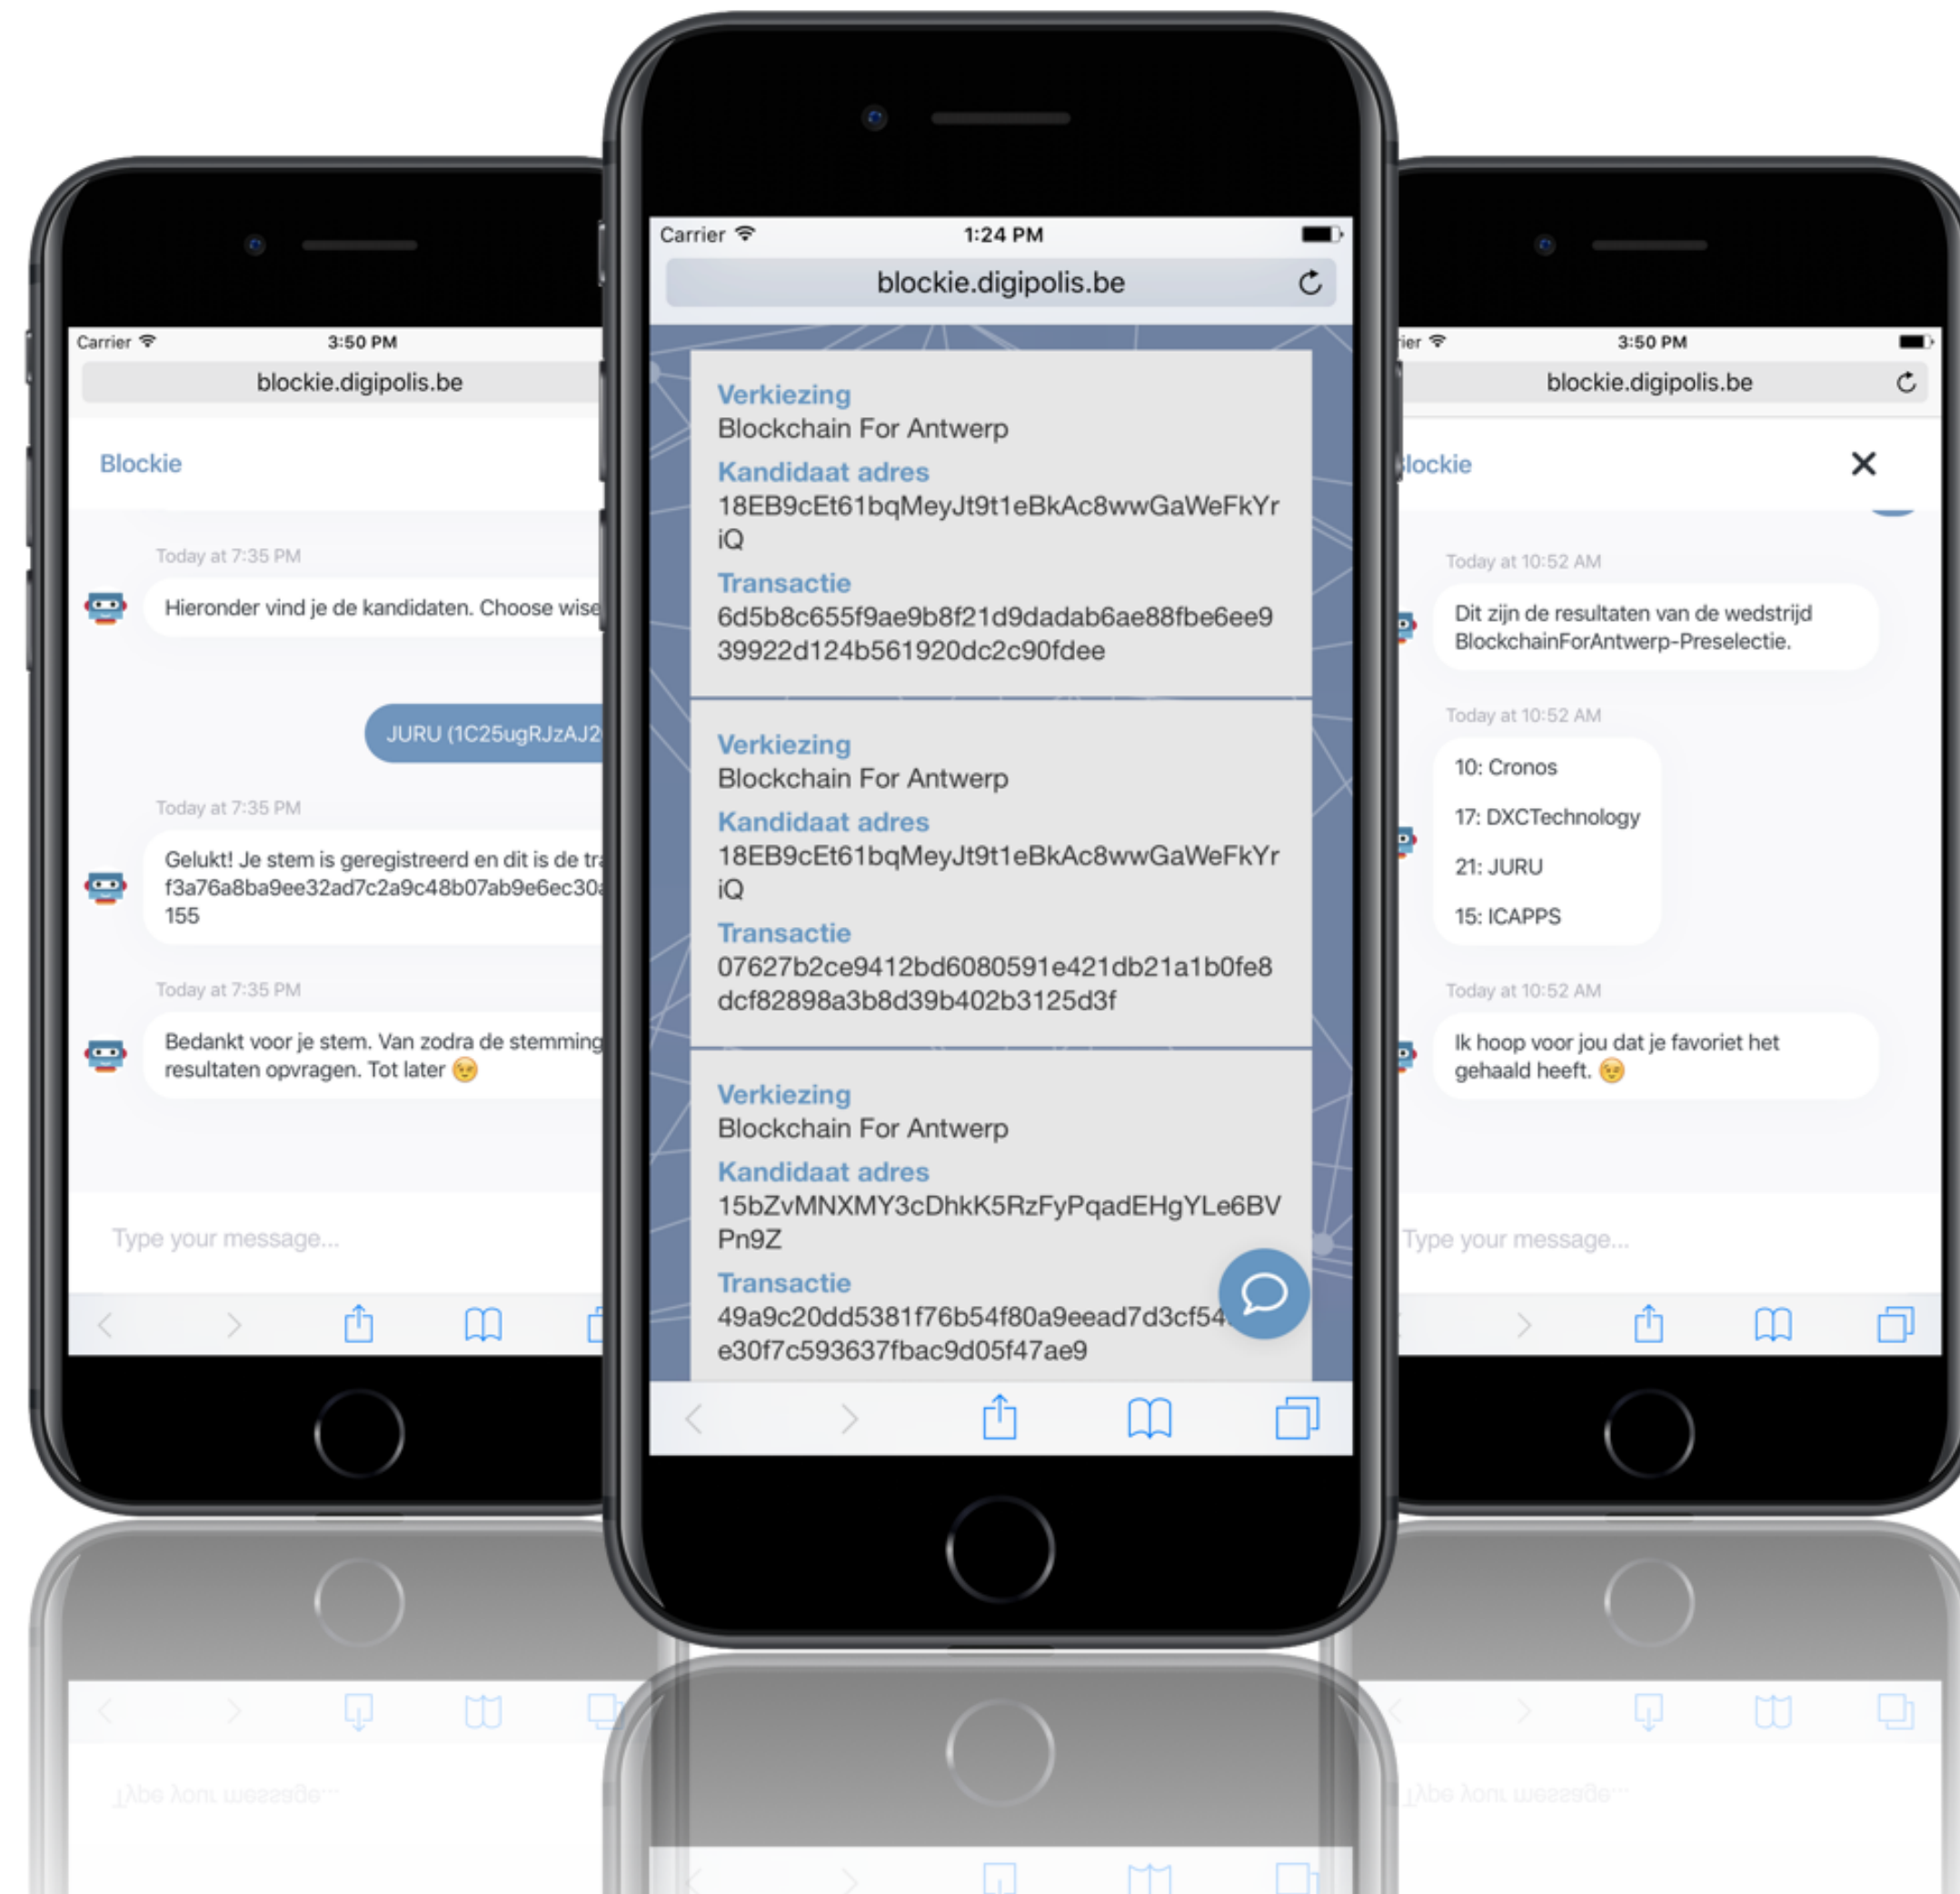 Carrier
3:50 PM
blockie.digipolis.be
Blockie
Today at 7:35 PM
Hieronder vind je de kandidaten. Choose
JURU
Today at 7:35 PM
Gelukt! Je stem is geregistreerd en dit is de
155
Today at 7:35 PM
Bedankt voor je stem. Van zodra de stemming
resultaten opvragen. Tot later 😉
Type your message...
Carrier
1:24 PM
blockie.digipolis.be
Verkiezing
Blockchain For Antwerp
Kandidaat adres
18EB9cEt61bqMeyJt9t1eBkAc8wwGaWeFkYr
iQ
Transactie
6d5b8c655f9ae9b8f21d9dadab6ae88fbe6ee9
39922d124b561920dc2c90fdee
Verkiezing
Blockchain For Antwerp
Kandidaat adres
18EB9cEt61bqMeyJt9t1eBkAc8wwGaWeFkYr
iQ
Transactie
07627b2ce9412bd6080591e421db21a1b0fe8
dcf82898a3b8d39b402b3125d3f
Verkiezing
Blockchain For Antwerp
Kandidaat adres
15bZvMNXMY3cDhkK5RzFyPqadEHgYLe6BV
Pn9Z
Transactie
49a9c20dd5381f76b54f80a9eead7d3cf54
e30f7c593637fbac9d05f47ae9
3:50 PM
blockie.digipolis.be
Today at 10:52 AM
Dit zijn de resultaten van de wedstrijd
BlockchainForAntwerp-Preselectie.
Today at 10:52 AM
10: Cronos
17: DXCTechnology
21: JURU
15: ICAPPS
Today at 10:52 AM
Ik hoop voor jou dat je favoriet het
gehaald heeft. 😉
Type your message...